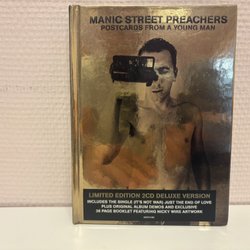 MANIC STREET PREACHERS
POSTCARDS FROM A YOUNG MAN
LIMITED EDITION 2CD DELUXE VERSION
INCLUDES THE SINGLE (IT'S NOT WAR) JUST THE END OF LOVE
PLUS ORIGINAL ALBUM DEMOS AND EXCLUSIVE
36 PAGE BOOKLET FEATURING NICKY WIRE ARTWORK